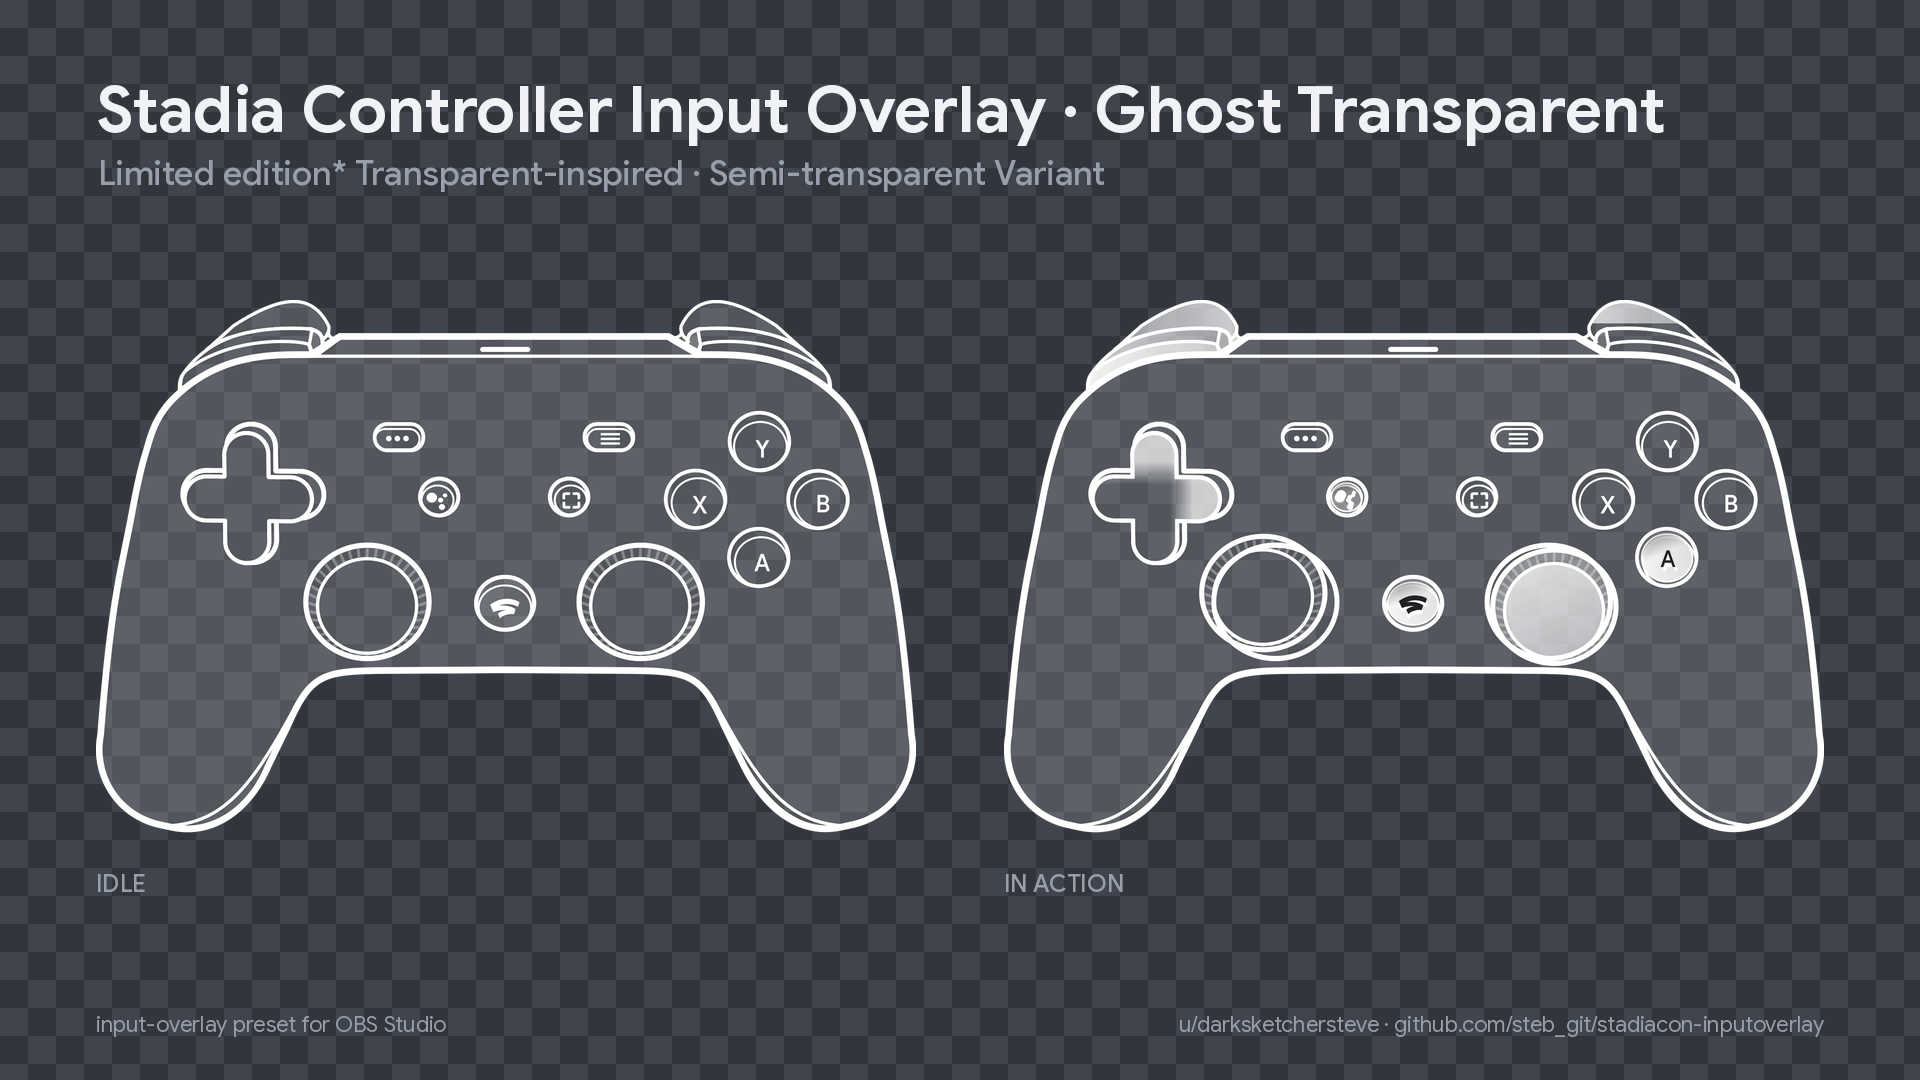 Stadia Controller Input Overlay · Ghost Transparent
Limited edition* Transparent-inspired · Semi-transparent Variant
Y
X
B
A
Y
X
B
A
IDLE
IN ACTION
input-overlay preset for OBS Studio
u/darksketchersteve · github.com/steb_git/stadiacon-inputoverlay